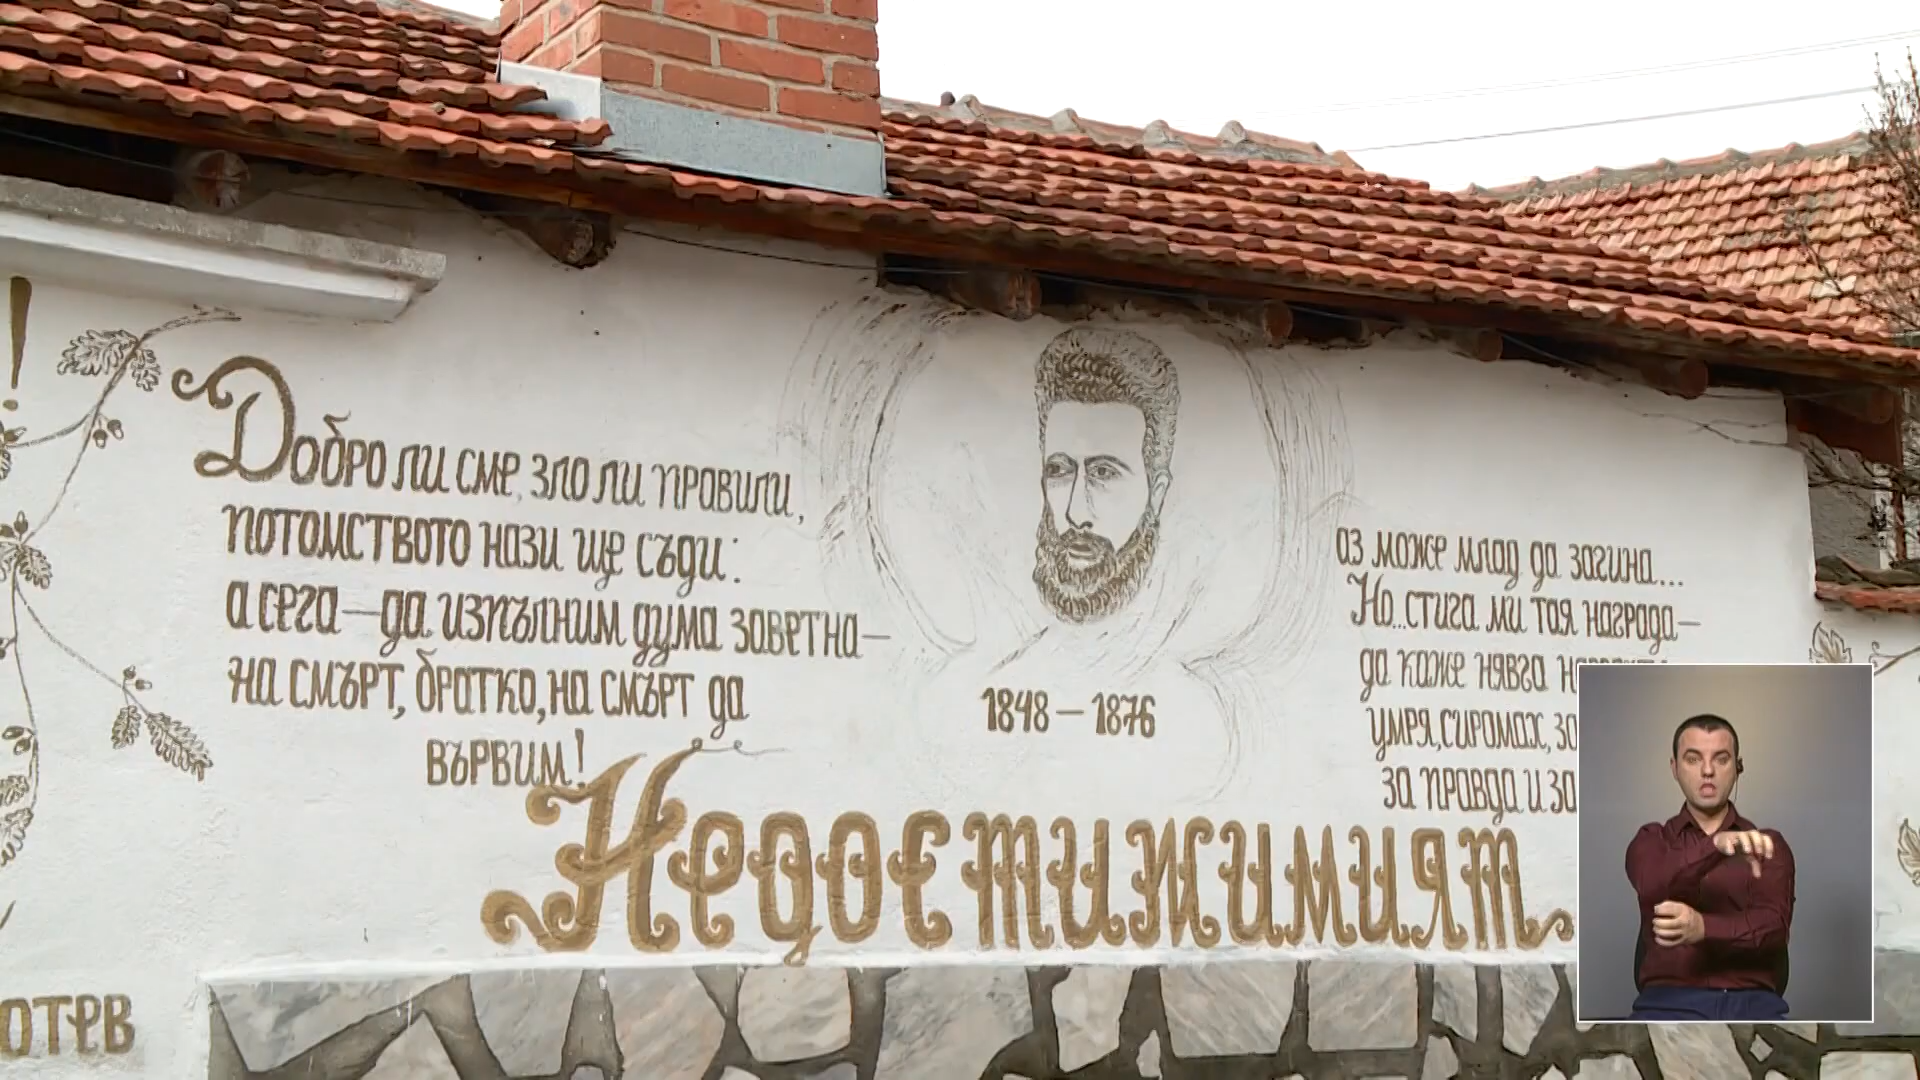 !
Добро ли сме, зло ли правили,
потомството нази ще съди:
а сега—да изпълним дума заветна—
на смърт, братко, на смърт да
вървим!
1848 — 1876
аз може млад да загина...
Но..стига ми тая награда—
да каже нявга
умря, сиромах, за
за правда и за
Недостижимият
отев